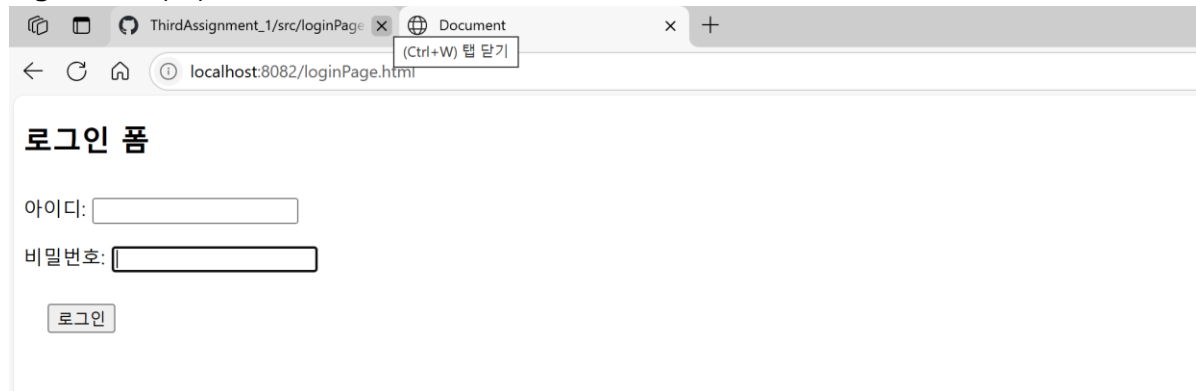 ThirdAssignment_1/src/loginPage
Document
(Ctrl+W) 탭 닫기
localhost:8082/loginPage.html
로그인 폼
아이디:
비밀번호:
로그인